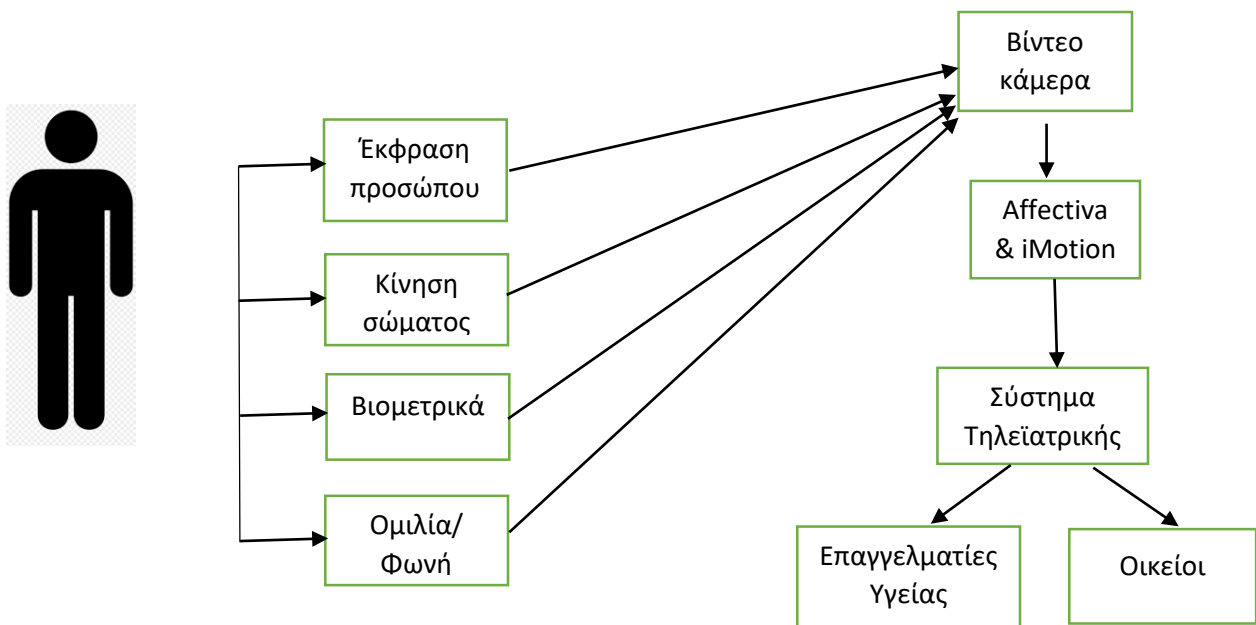 Βίντεο
κάμερα
Έκφραση
προσώπου
Affectiva
& iMotion
Κίνηση
σώματος
Βιομετρικά
Σύστημα
Τηλεϊατρικής
Ομιλία/
Φωνή
Επαγγελματίες
Υγείας
Οικείοι